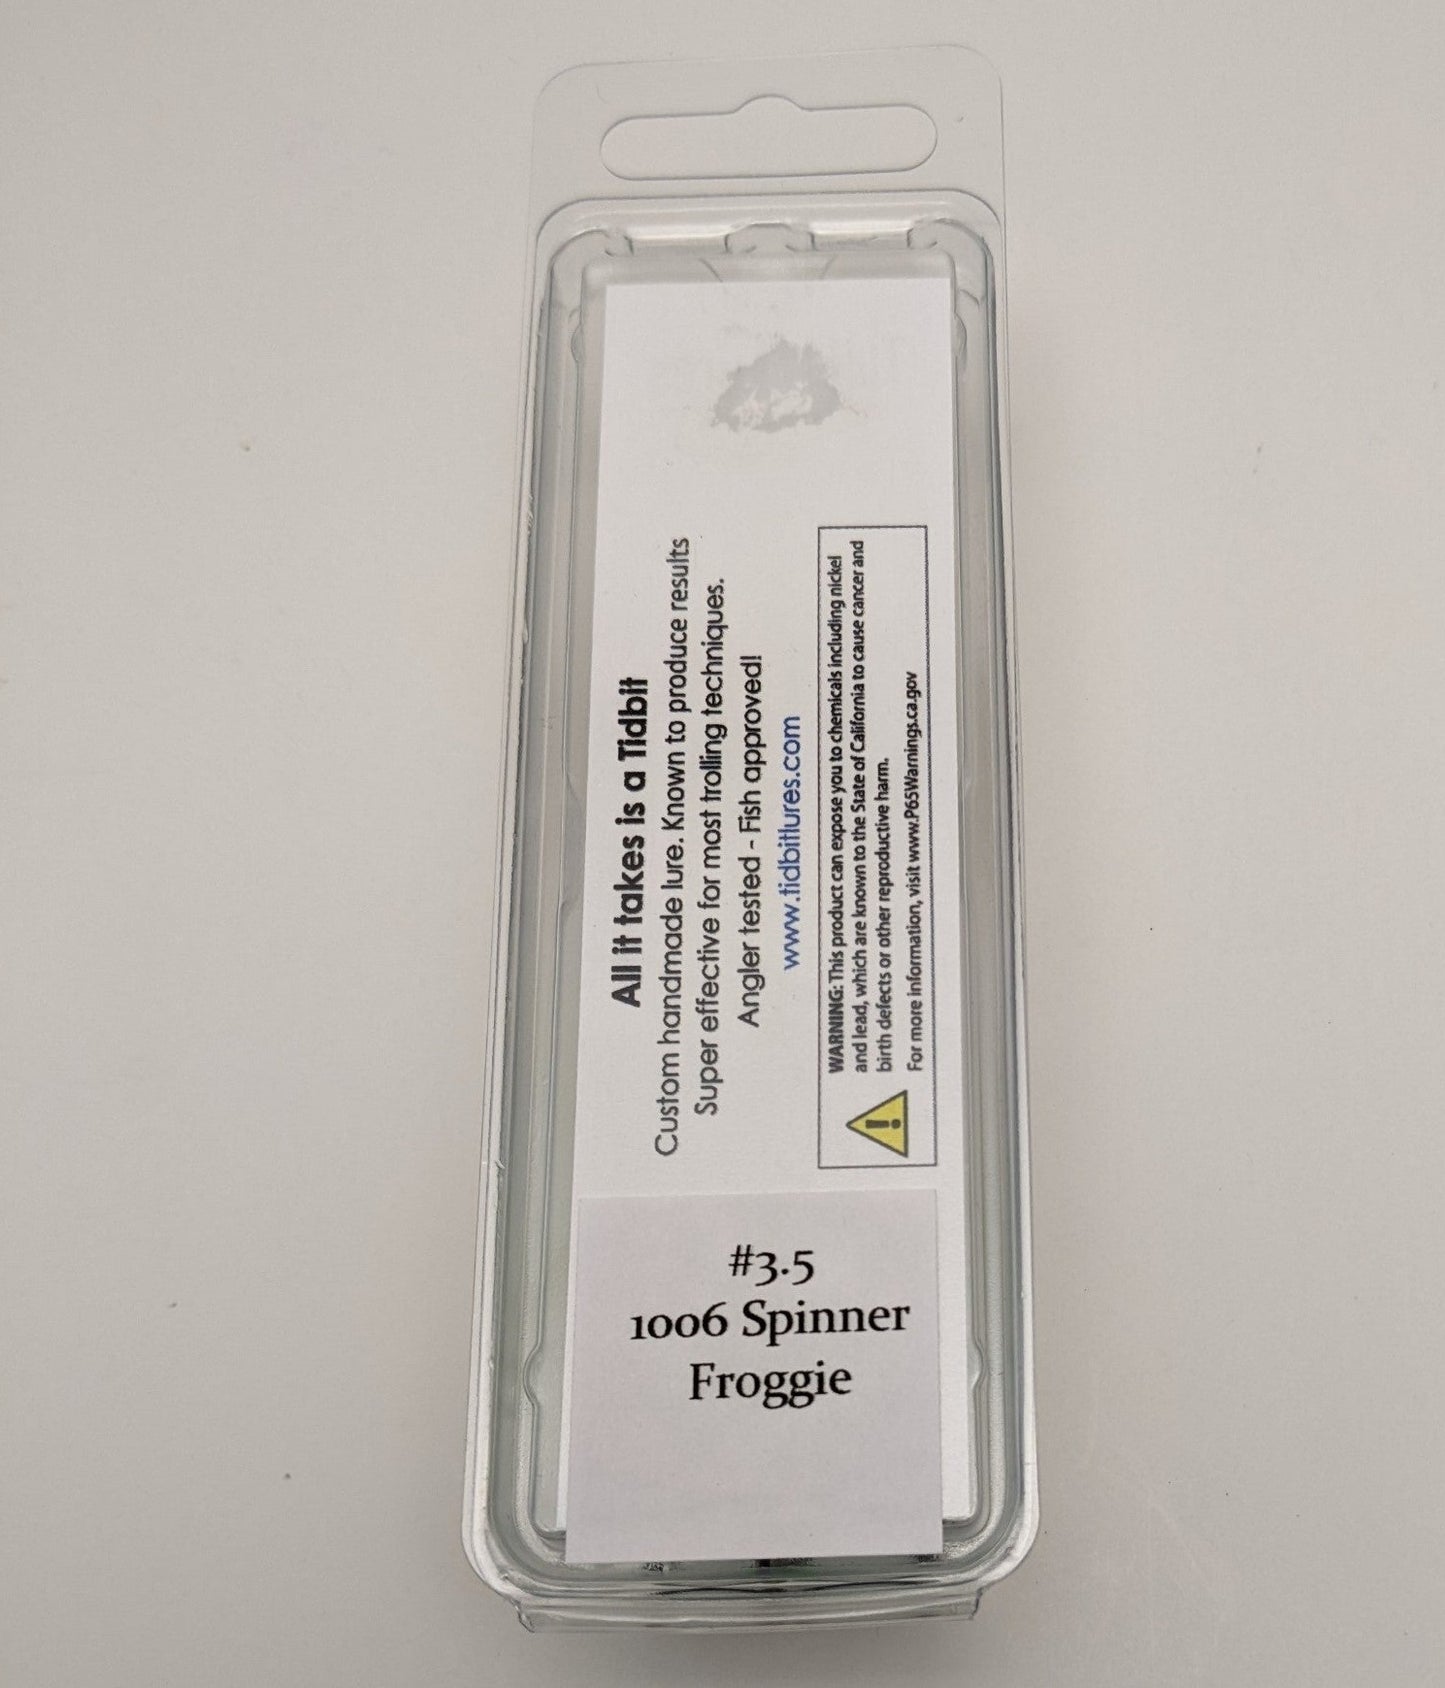 All it takes is a Tidbit
Custom handmade lure. Known to produce results
Super effective for most trolling techniques.
Angler tested - Fish approved!
www.tidbitlures.com
WARNING: This product can expose you to chemicals including nickel
and lead, which are known to the State of California to cause cancer and
birth defects or other reproductive harm.
For more information, visit www.P65Warnings.ca.gov
#3.5
1006 Spinner
Froggie